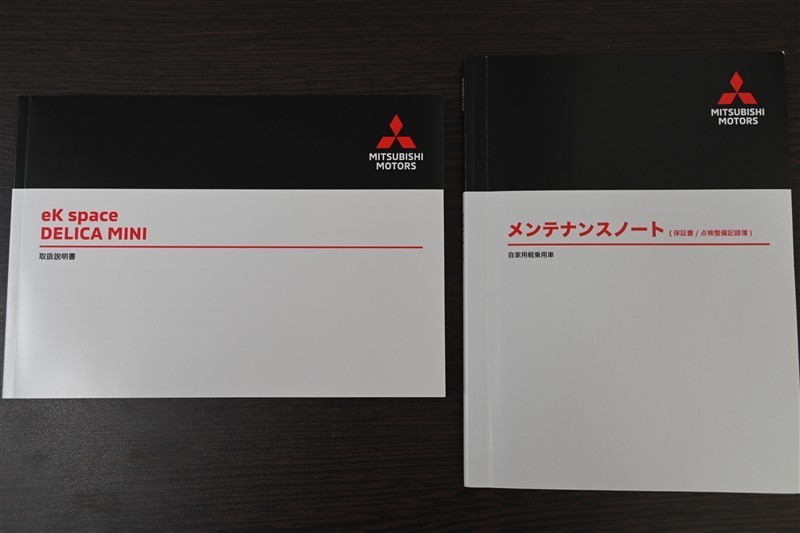 MITSUBISHI
MOTORS
eK space
DELICA MINI
取扱説明書
MITSUBISHI
MOTORS
メンテナンスノート (保証書/点検整備記録簿)
自家用軽乗用車